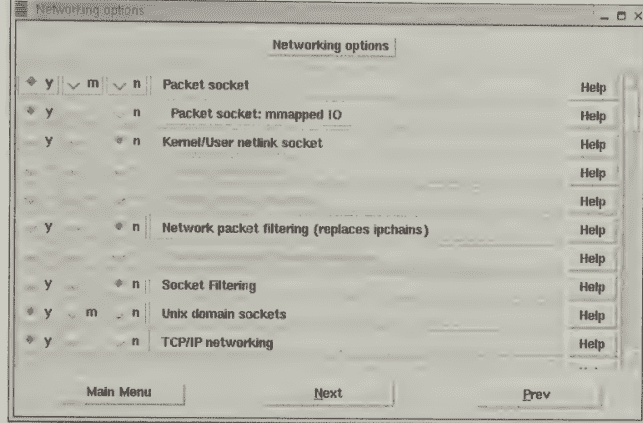 Networking options
Networking options
y m n Packet socket Help
y n Packet socket: mmapped IO Help
y n Kernel/User netlink socket Help
Help
Help
y n Network packet filtering (replaces ipchains) Help
Help
y n Socket Filtering Help
y m n Unix domain sockets Help
y n TCP/IP networking Help
Main Menu Next Prev